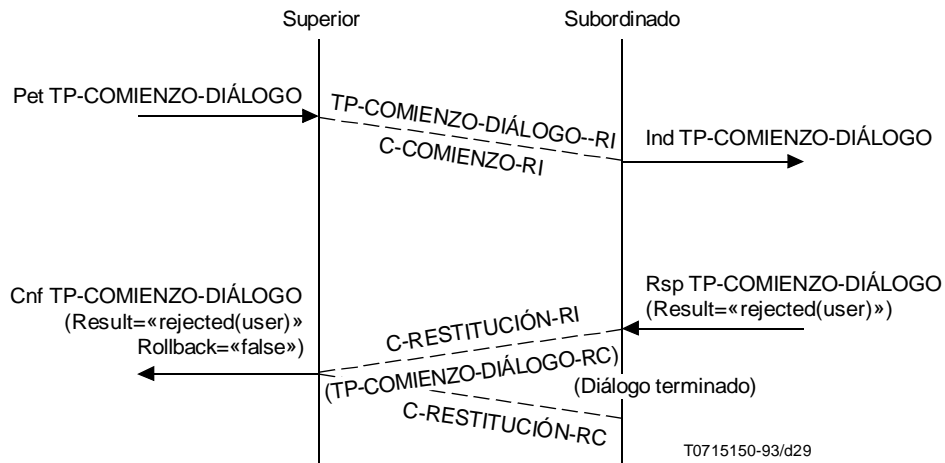 Superior
Subordinado
Pet TP-COMIENZO-DIÁLOGO
TP-COMIENZO-DIÁLOGO--RI
C-COMIENZO-RI
Ind TP-COMIENZO-DIÁLOGO
Cnf TP-COMIENZO-DIÁLOGO
(Result=«rejected(user)»
Rollback=«false»)
Rsp TP-COMIENZO-DIÁLOGO
(Result=«rejected(user)»)
C-RESTITUCIÓN-RI
(TP-COMIENZO-DIÁLOGO-RC)
(Diálogo terminado)
C-RESTITUCIÓN-RC
T0715150-93/d29